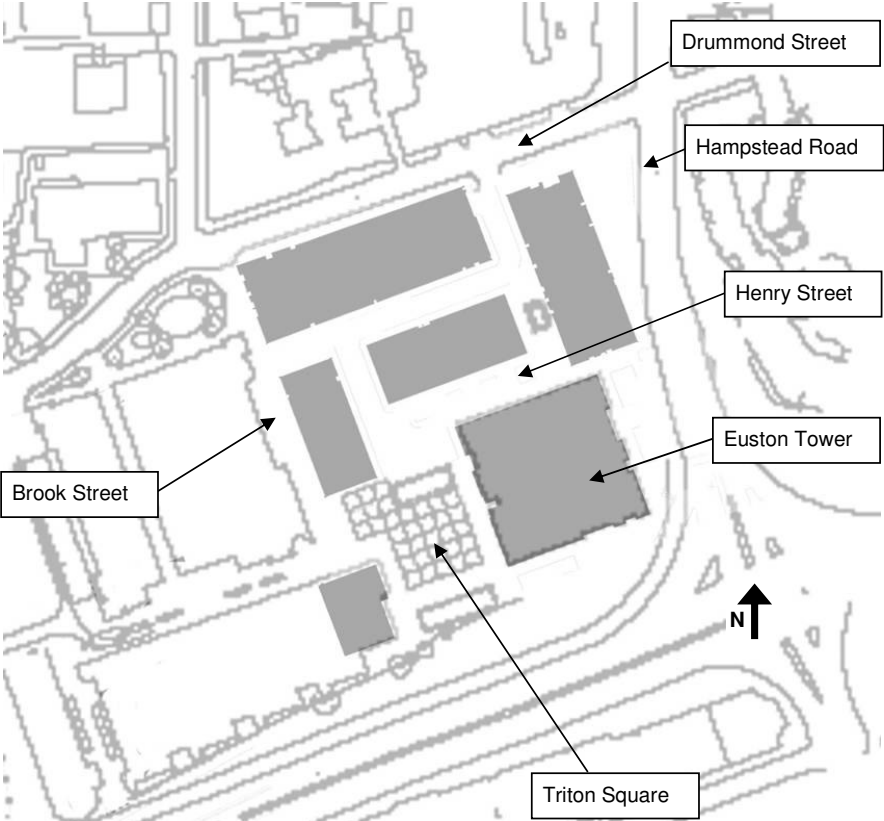 Drummond Street
Hampstead Road
Henry Street
Euston Tower
Brook Street
N
Triton Square